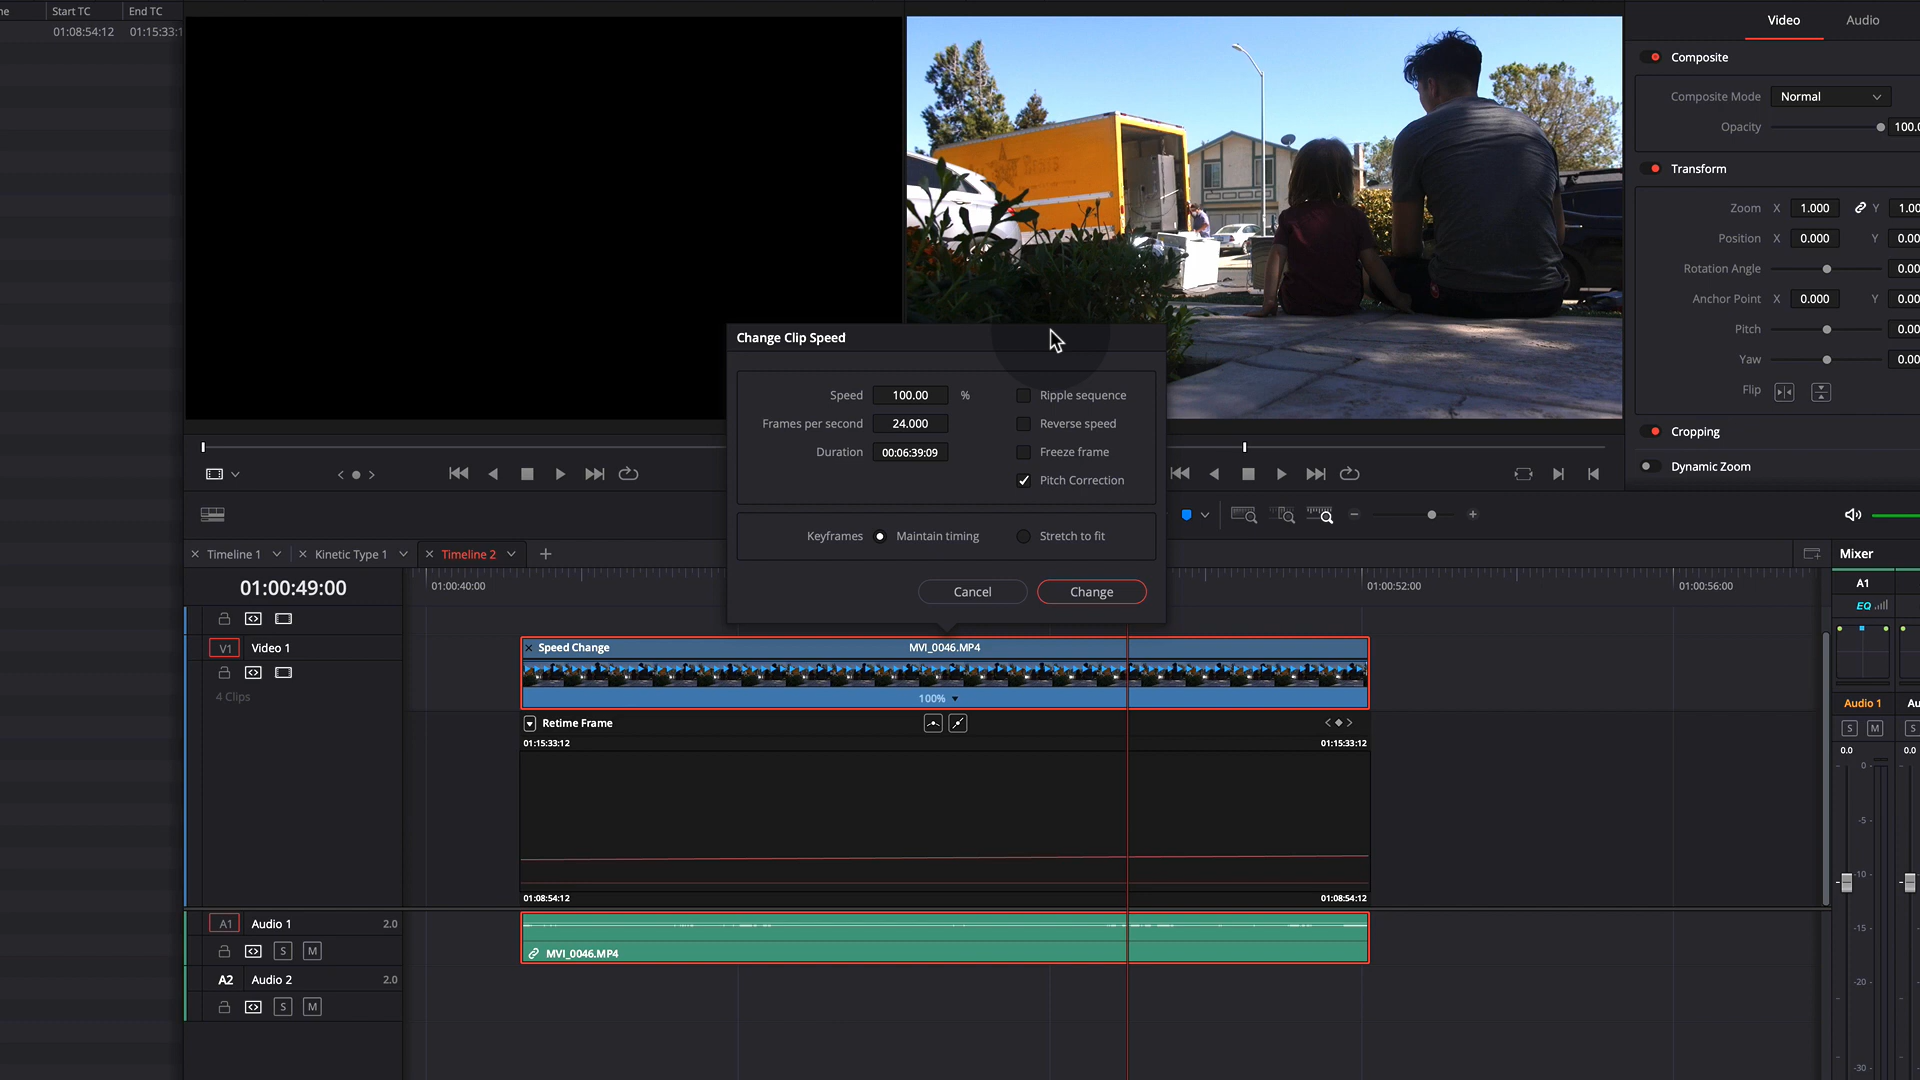 ne Start TC End TC
01:08:54:12 01:15:33:1
Video Audio
Composite
Composite Mode Normal
Opacity 100.0
Transform
Zoom X 1.000 Y 1.00
Position X 0.000 Y 0.00
Rotation Angle 0.00
Anchor Point X 0.000 Y 0.00
Pitch 0.00
Yaw 0.00
Flip
Cropping
Dynamic Zoom
Change Clip Speed
Speed 100.00 % Ripple sequence
Frames per second 24.000 Reverse speed
Duration 00:06:39:09 Freeze frame
Pitch Correction
Keyframes Maintain timing Stretch to fit
Cancel Change
Timeline 1 Kinetic Type 1 Timeline 2
Mixer
01:00:49:00 01:00:40:00 01:00:52:00 01:00:56:00
A1
EQ
V1 Video 1
4 Clips
Speed Change MVI_0046.MP4
100%
Retime Frame
01:15:33:12 01:15:33:12
01:08:54:12 01:08:54:12
Audio 1 Au
S M S
0.0 0.0
0
-5
-10
-15
-20
-30
A1 Audio 1 2.0
S M
MVI_0046.MP4
A2 Audio 2 2.0
S M